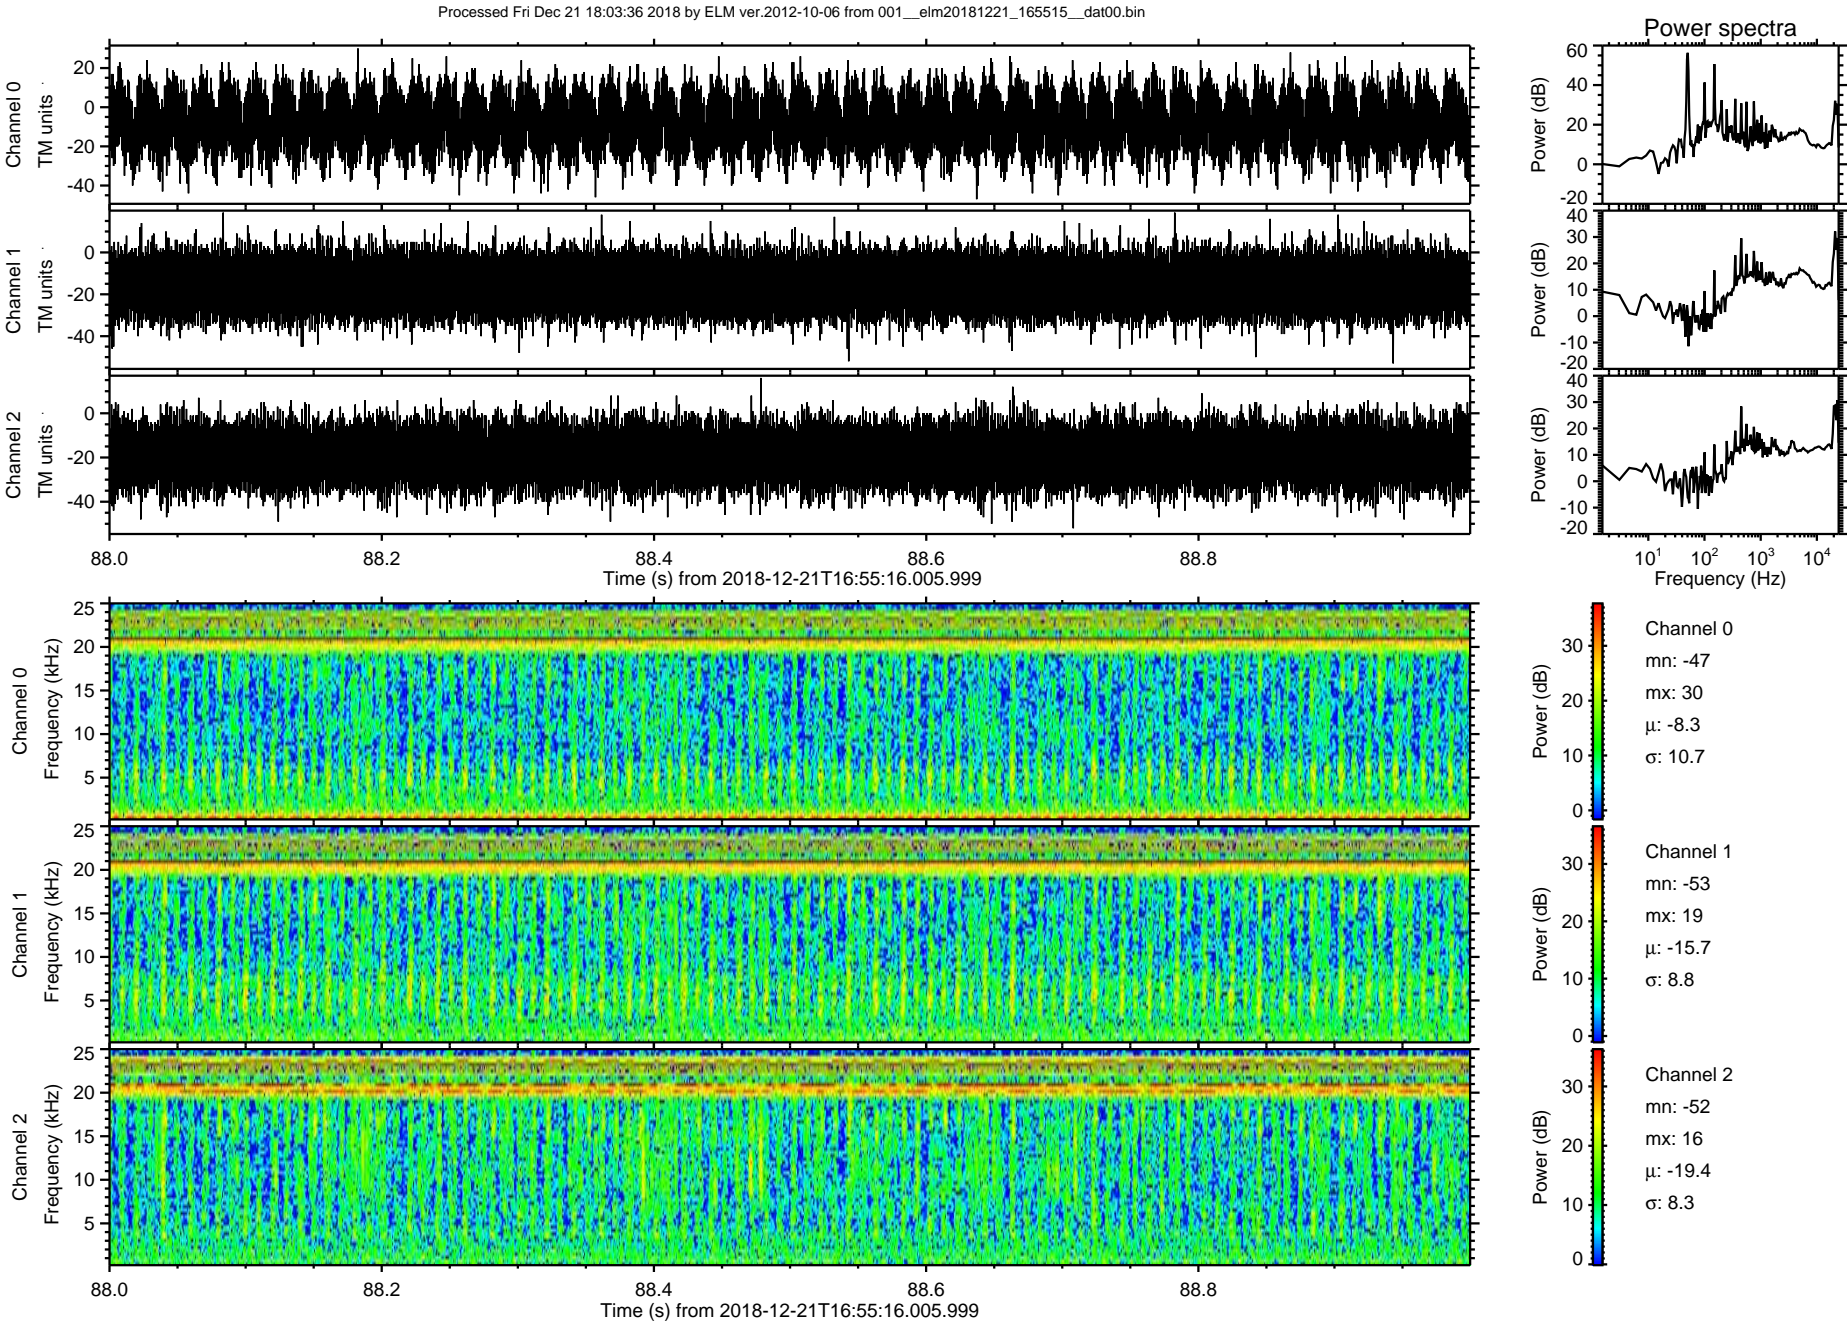 Processed Fri Dec 21 18:03:36 2018 by ELM ver.2012-10-06 from 001__elm20181221_165515__dat00.bin
Power spectra
Channel 0
TM units
20
0
-20
-40
Power (dB)
60
40
20
0
-20
Channel 1
TM units
0
-20
-40
Power (dB)
40
30
20
10
0
-10
-20
Channel 2
TM units
0
-20
-40
Power (dB)
40
30
20
10
0
-10
-20
88.0 88.2 88.4 88.6 88.8
Time (s) from 2018-12-21T16:55:16.005.999
10^1 10^2 10^3 10^4
Frequency (Hz)
Channel 0
Frequency (kHz)
25
20
15
10
5
Power (dB)
30
20
10
0
Channel 0
mn: -47
mx: 30
μ: -8.3
σ: 10.7
Channel 1
Frequency (kHz)
25
20
15
10
5
Power (dB)
30
20
10
0
Channel 1
mn: -53
mx: 19
μ: -15.7
σ: 8.8
Channel 2
Frequency (kHz)
25
20
15
10
5
Power (dB)
30
20
10
0
Channel 2
mn: -52
mx: 16
μ: -19.4
σ: 8.3
88.0 88.2 88.4 88.6 88.8
Time (s) from 2018-12-21T16:55:16.005.999